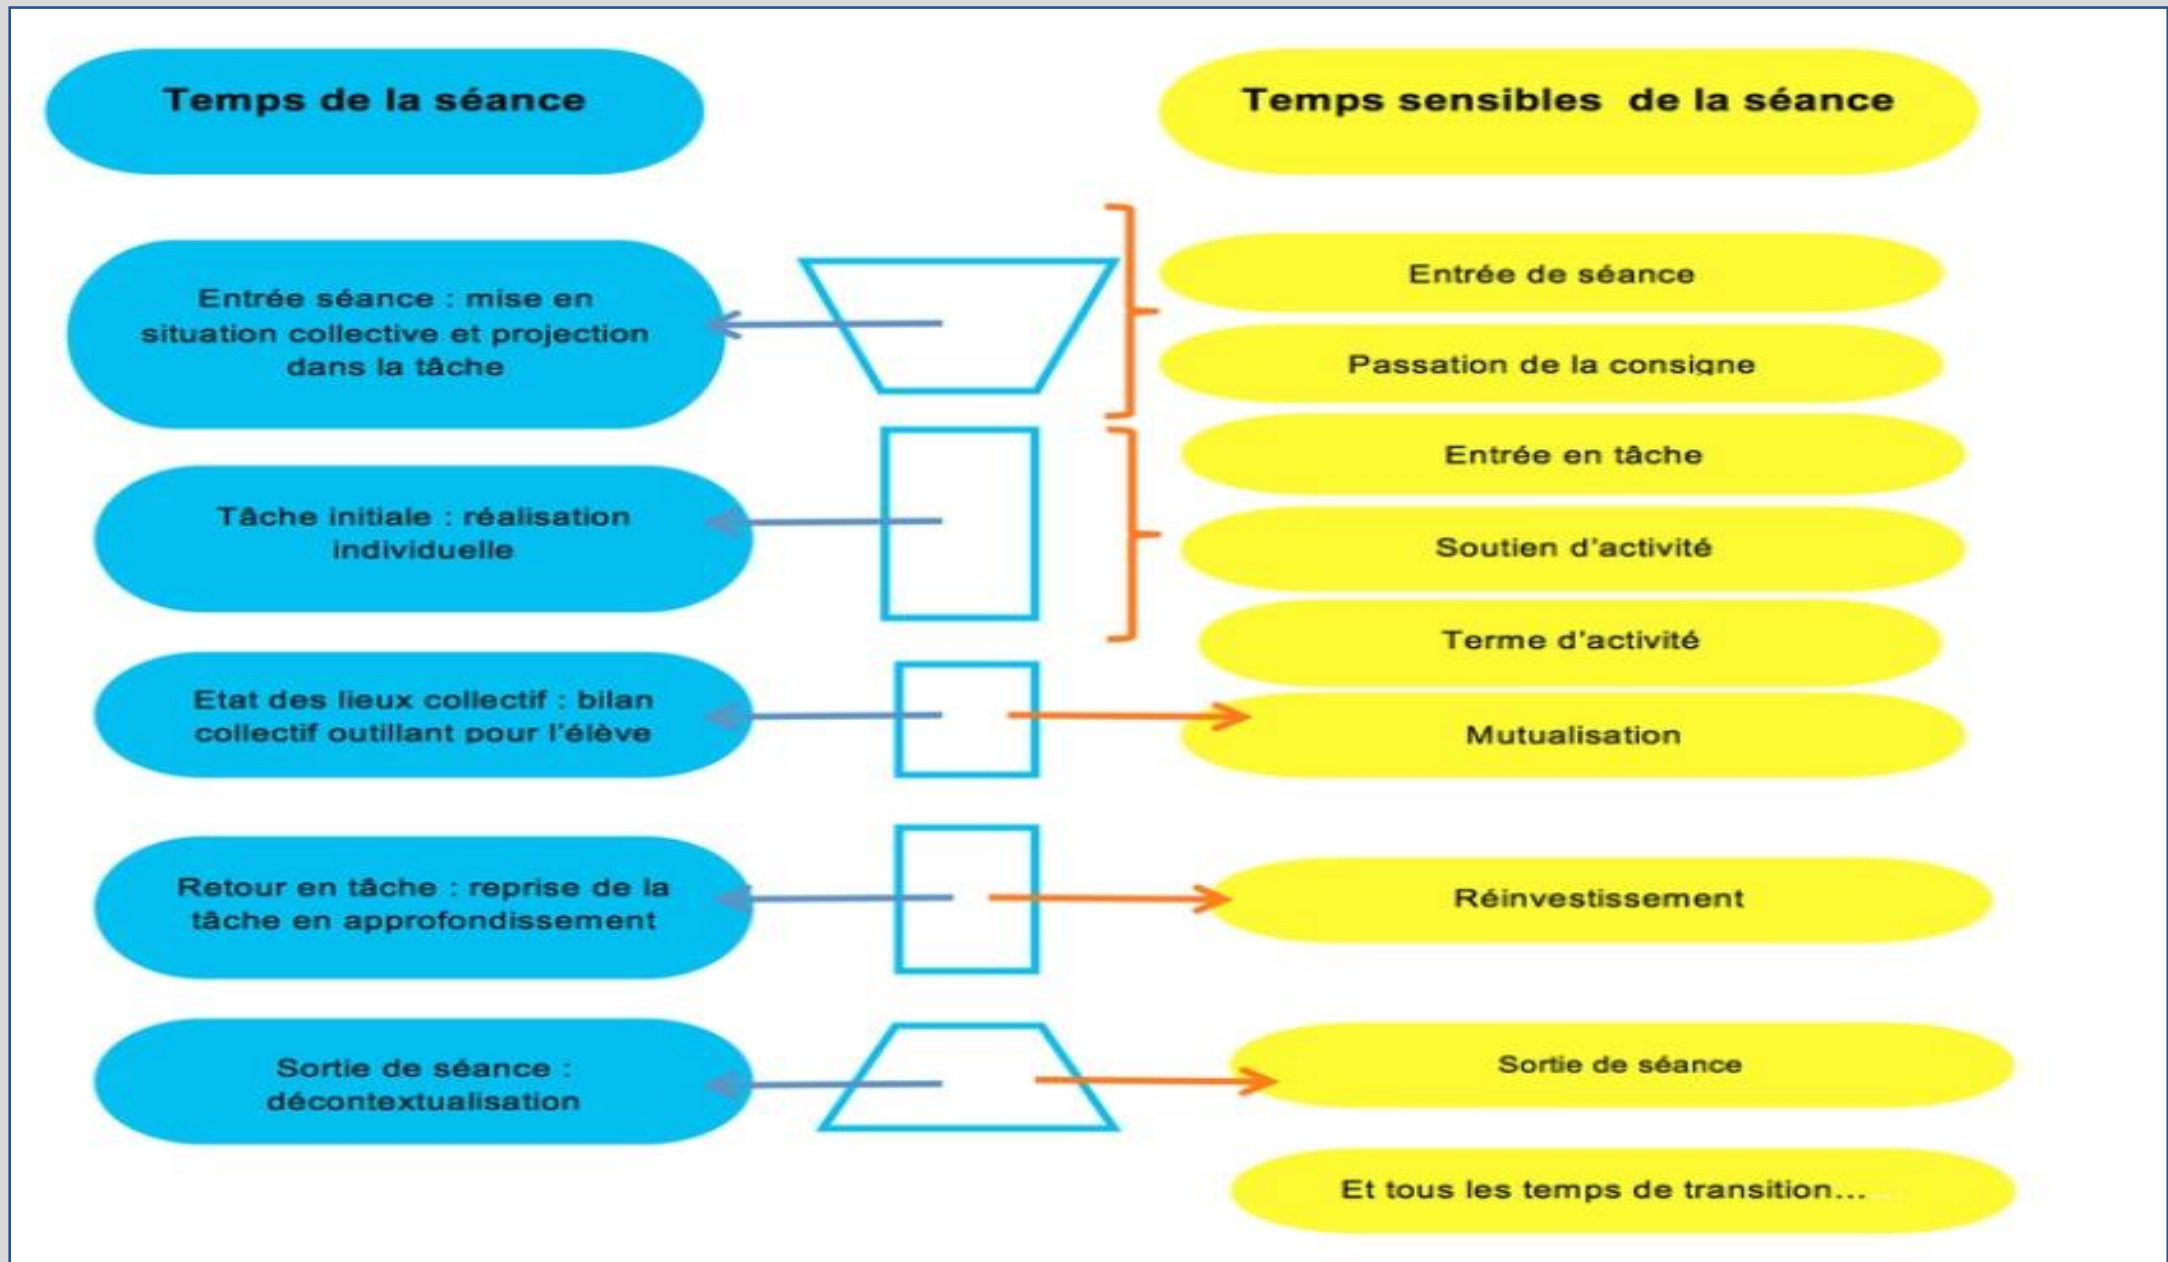 Temps de la séance
Temps sensibles de la séance
Entrée séance : mise en
situation collective et projection
dans la tâche
Tâche initiale : réalisation
individuelle
Etat des lieux collectif : bilan
collectif outillant pour l'élève
Retour en tâche : reprise de la
tâche en approfondissement
Sortie de séance :
décontextualisation
Entrée de séance
Passation de la consigne
Entrée en tâche
Soutien d'activité
Terme d'activité
Mutualisation
Réinvestissement
Sortie de séance
Et tous les temps de transition...